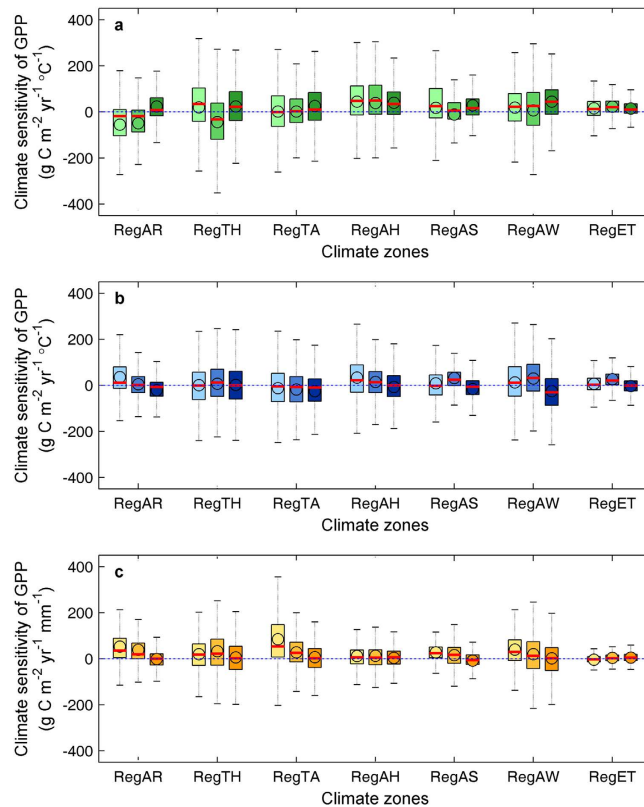 a
Climate sensitivity of GPP
(g C m⁻² yr⁻¹ °C⁻¹)
400
200
0
-200
-400
RegAR RegTH RegTA RegAH RegAS RegAW RegET
Climate zones
b
Climate sensitivity of GPP
(g C m⁻² yr⁻¹ °C⁻¹)
400
200
0
-200
-400
RegAR RegTH RegTA RegAH RegAS RegAW RegET
Climate zones
c
Climate sensitivity of GPP
(g C m⁻² yr⁻¹ mm⁻¹)
400
200
0
-200
-400
RegAR RegTH RegTA RegAH RegAS RegAW RegET
Climate zones